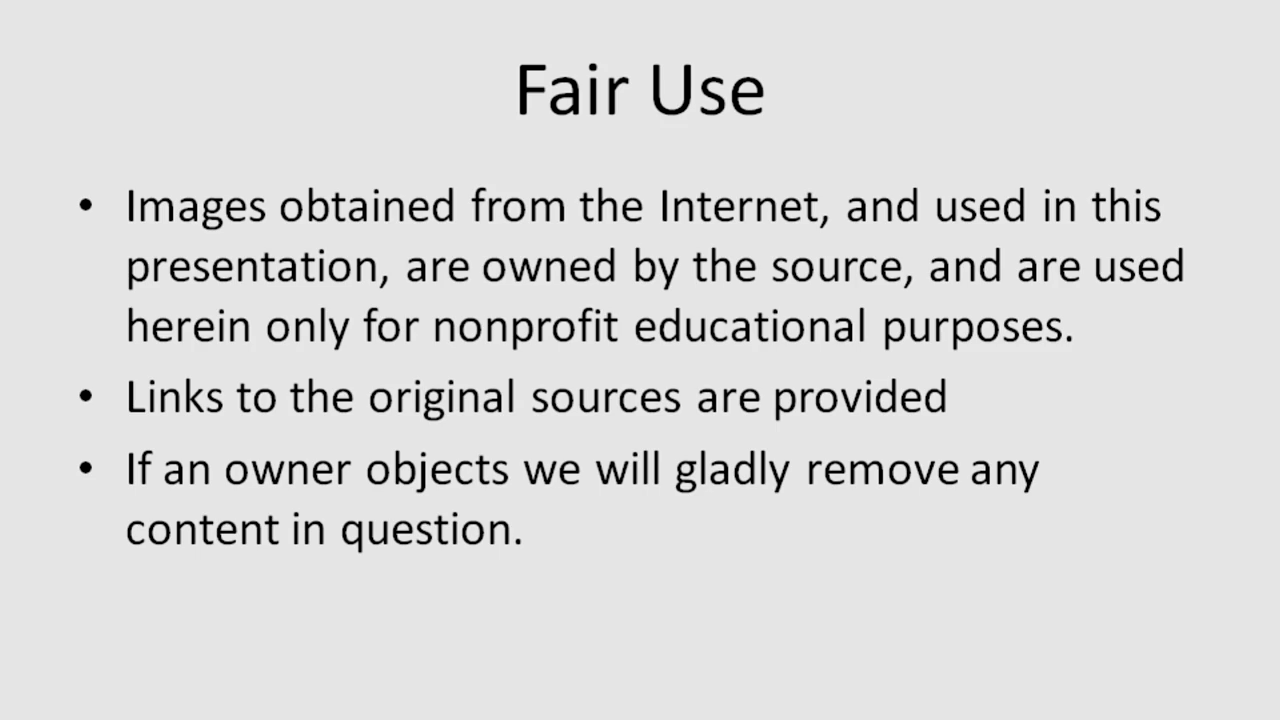 Fair Use
• Images obtained from the Internet, and used in this
presentation, are owned by the source, and are used
herein only for nonprofit educational purposes.
• Links to the original sources are provided
• If an owner objects we will gladly remove any
content in question.